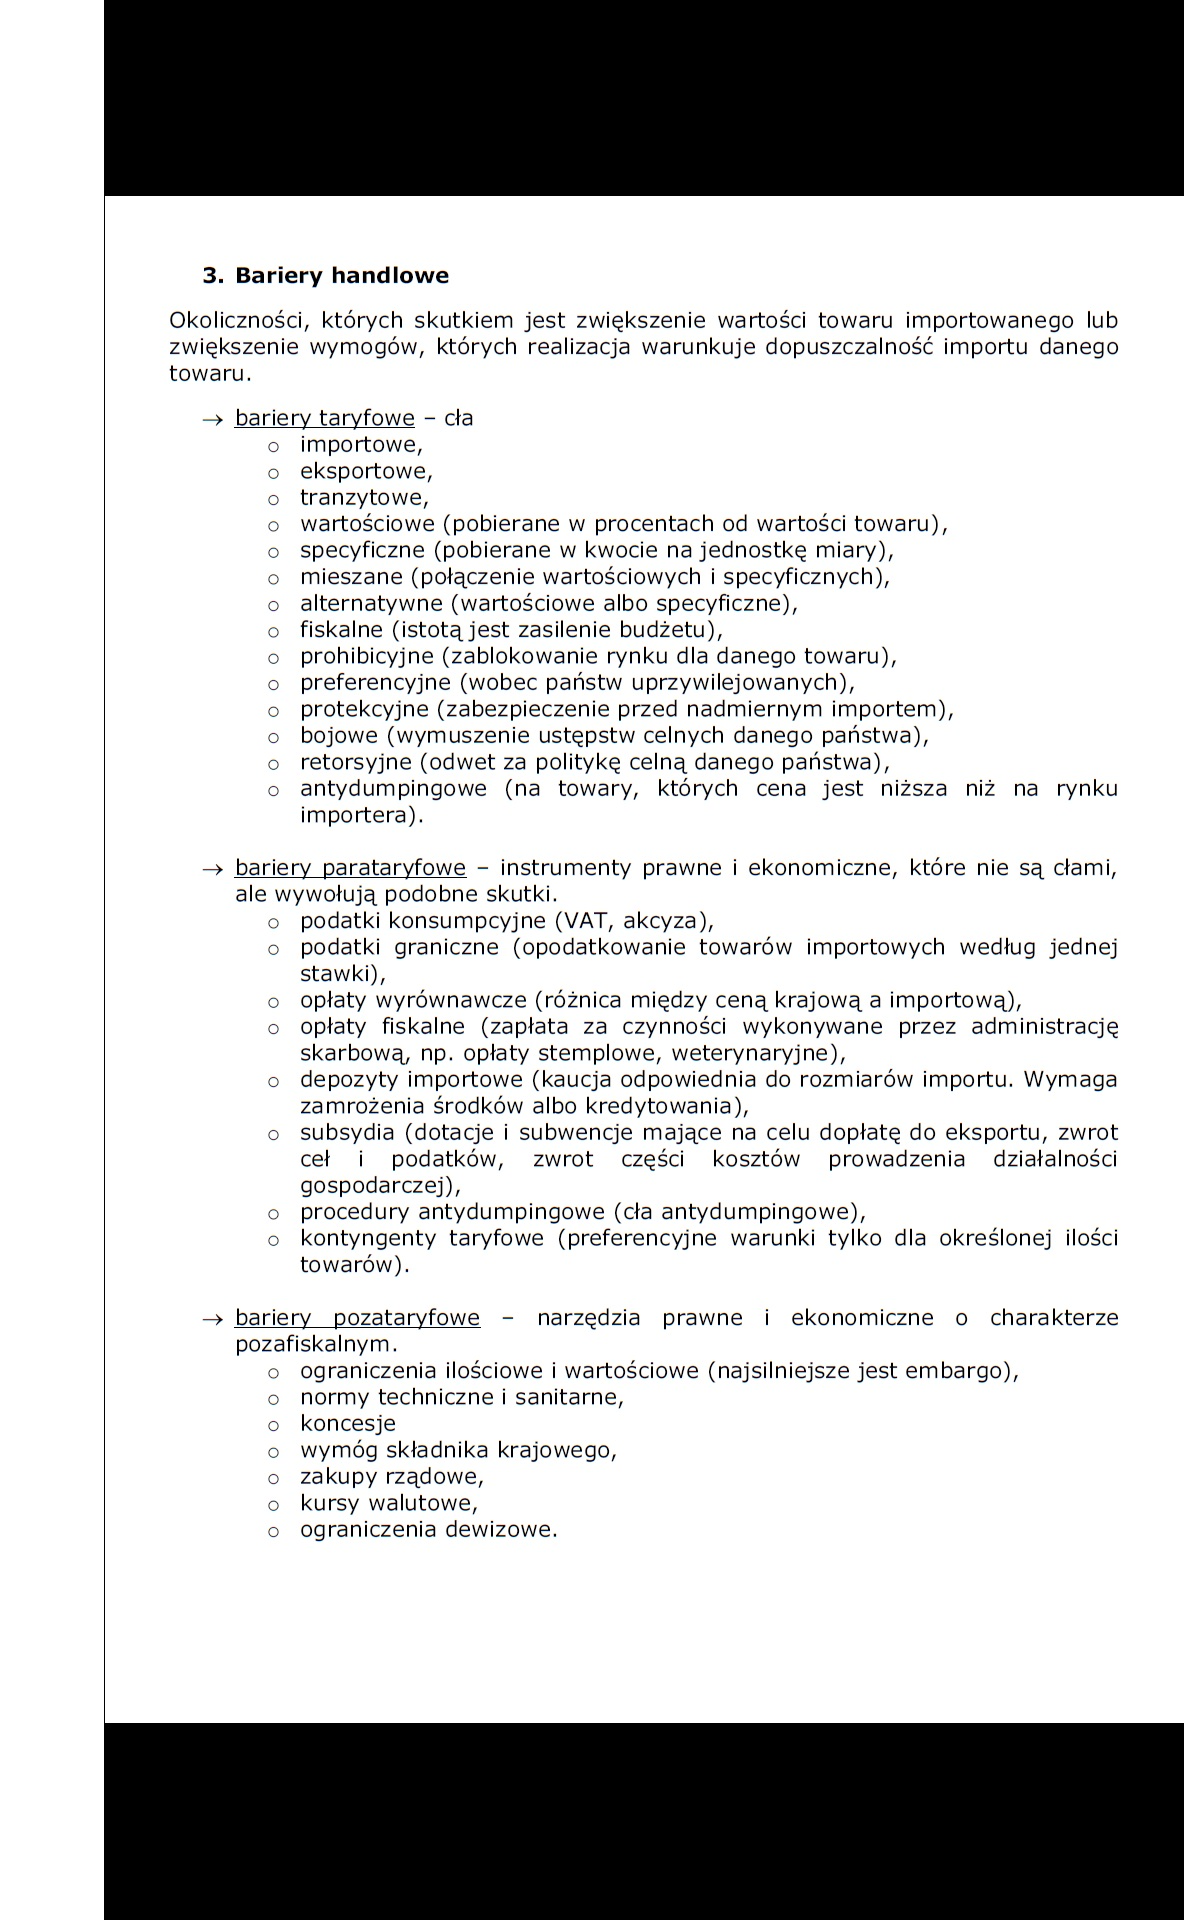 3. Bariery handlowe
Okoliczności, których skutkiem jest zwiększenie wartości towaru importowanego lub
zwiększenie wymogów, których realizacja warunkuje dopuszczalność importu danego
towaru.
→ bariery taryfowe – cła
o importowe,
o eksportowe,
o tranzytowe,
o wartościowe (pobierane w procentach od wartości towaru),
o specyficzne (pobierane w kwocie na jednostkę miary),
o mieszane (połączenie wartościowych i specyficznych),
o alternatywne (wartościowe albo specyficzne),
o fiskalne (istotą jest zasilenie budżetu),
o prohibicyjne (zablokowanie rynku dla danego towaru),
o preferencyjne (wobec państw uprzywilejowanych),
o protekcyjne (zabezpieczenie przed nadmiernym importem),
o bojowe (wymuszenie ustępstw celnych danego państwa),
o retorsyjne (odwet za politykę celną danego państwa),
o antydumpingowe (na towary, których cena jest niższa niż na rynku
importera).
→ bariery parataryfowe – instrumenty prawne i ekonomiczne, które nie są cłami,
ale wywołują podobne skutki.
o podatki konsumpcyjne (VAT, akcyza),
o podatki graniczne (opodatkowanie towarów importowych według jednej
stawki),
o opłaty wyrównawcze (różnica między ceną krajową a importową),
o opłaty fiskalne (zapłata za czynności wykonywane przez administrację
skarbową, np. opłaty stemplowe, weterynaryjne),
o depozyty importowe (kaucja odpowiednia do rozmiarów importu. Wymaga
zamrożenia środków albo kredytowania),
o subsydia (dotacje i subwencje mające na celu dopłatę do eksportu, zwrot
ceł i podatków, zwrot części kosztów prowadzenia działalności
gospodarczej),
o procedury antydumpingowe (cła antydumpingowe),
o kontyngenty taryfowe (preferencyjne warunki tylko dla określonej ilości
towarów).
→ bariery pozataryfowe – narzędzia prawne i ekonomiczne o charakterze
pozafiskalnym.
o ograniczenia ilościowe i wartościowe (najsilniejsze jest embargo),
o normy techniczne i sanitarne,
o koncesje
o wymóg składnika krajowego,
o zakupy rządowe,
o kursy walutowe,
o ograniczenia dewizowe.